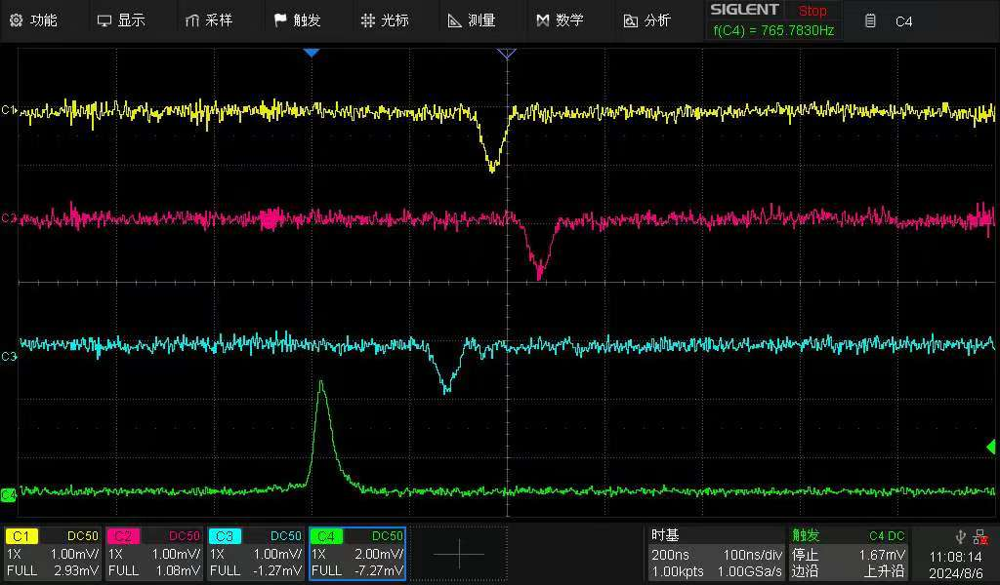 功能 显示 采样 触发 光标 测量 数学 分析 SIGLENT Stop C4
f(C4) = 765.7830Hz
C1
C2
C3
C4
C1 DC50 C2 DC50 C3 DC50 C4 DC50 时基 触发 C4 DC
1X 1.00mV/ 1X 1.00mV/ 1X 1.00mV/ 1X 2.00mV/ 200ns 100ns/div 停止 1.67mV
FULL 2.93mV FULL 1.08mV FULL -1.27mV FULL -7.27mV 1.00kpts 1.00GSa/s 边沿 上升沿
11:08:14
2024/8/6